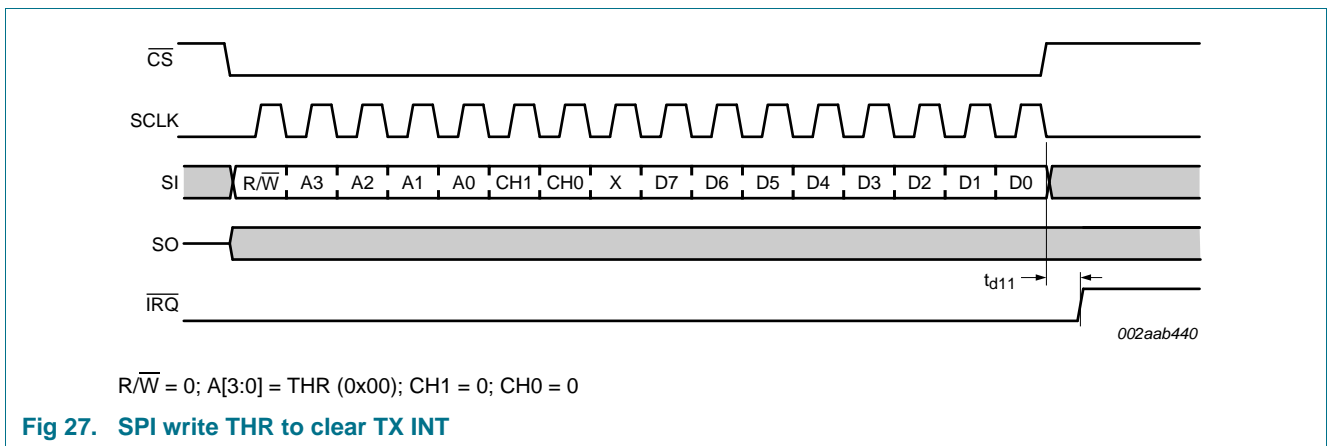 CS
SCLK
SI R/W A3 A2 A1 A0 CH1 CH0 X D7 D6 D5 D4 D3 D2 D1 D0
SO
td11
IRQ
002aab440
R/W = 0; A[3:0] = THR (0x00); CH1 = 0; CH0 = 0
Fig 27. SPI write THR to clear TX INT